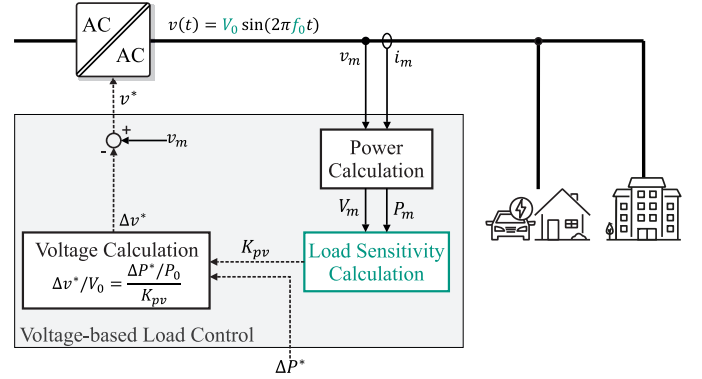 AC
AC
v(t) = V₀ sin(2πf₀t)
vₘ
iₘ
v*
+
-
vₘ
Power
Calculation
Vₘ
Pₘ
Δv*
Voltage Calculation
Δv*/V₀ = ΔP*/P₀ / Kₚᵥ
Kₚᵥ
Load Sensitivity
Calculation
Voltage-based Load Control
ΔP*